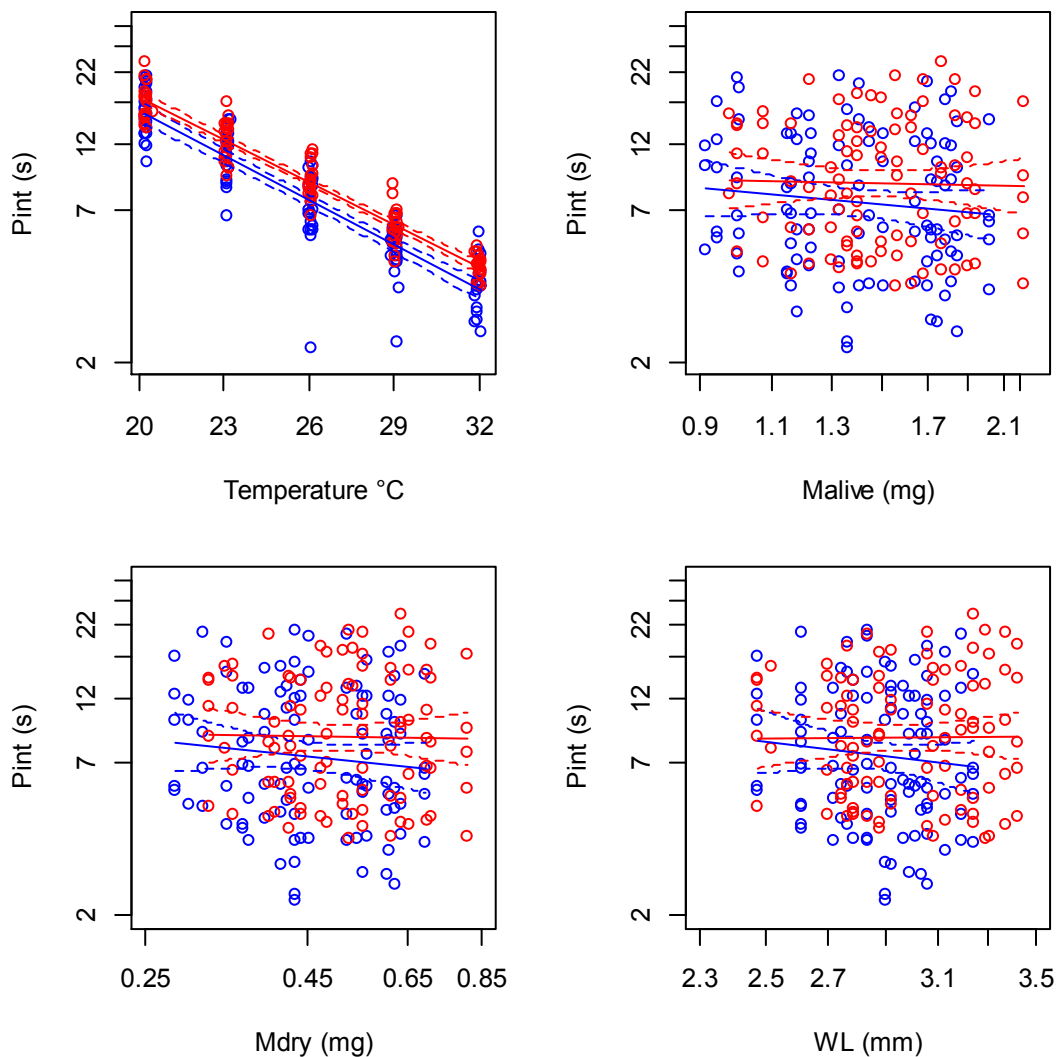 Pint (s)
22
12
7
2
20 23 26 29 32
Temperature °C
Pint (s)
22
12
7
2
0.9 1.1 1.3 1.7 2.1
Malive (mg)
Pint (s)
22
12
7
2
0.25 0.45 0.65 0.85
Mdry (mg)
Pint (s)
22
12
7
2
2.3 2.5 2.7 3.1 3.5
WL (mm)